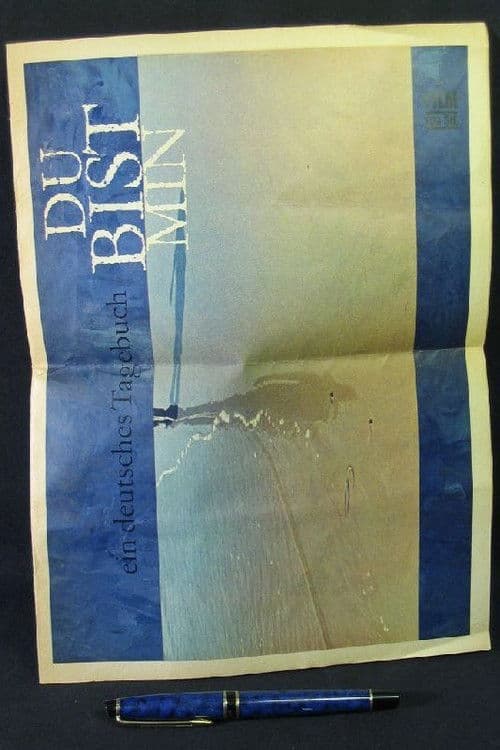 DU
BIST
MIN
ein deutsches Tagebuch